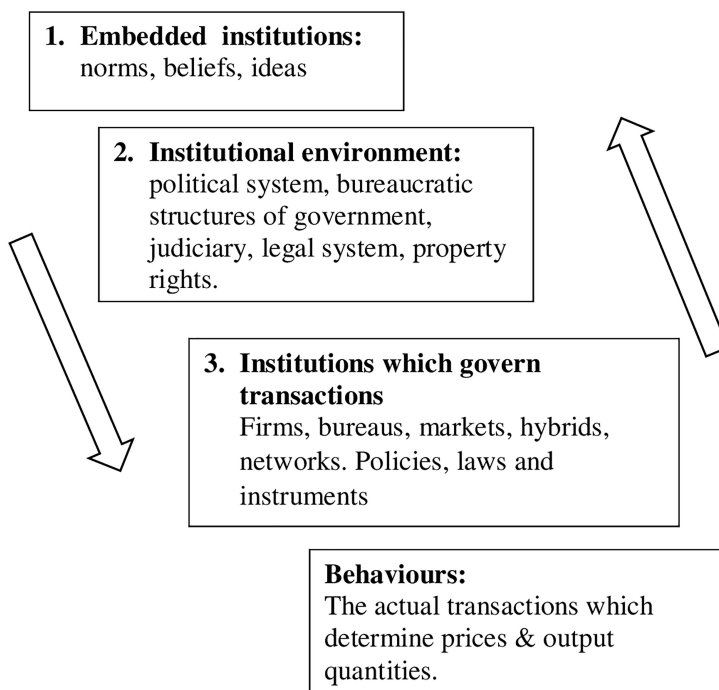 1. Embedded institutions:
norms, beliefs, ideas
2. Institutional environment:
political system, bureaucratic
structures of government,
judiciary, legal system, property
rights.
3. Institutions which govern
transactions
Firms, bureaus, markets, hybrids,
networks. Policies, laws and
instruments
Behaviours:
The actual transactions which
determine prices & output
quantities.